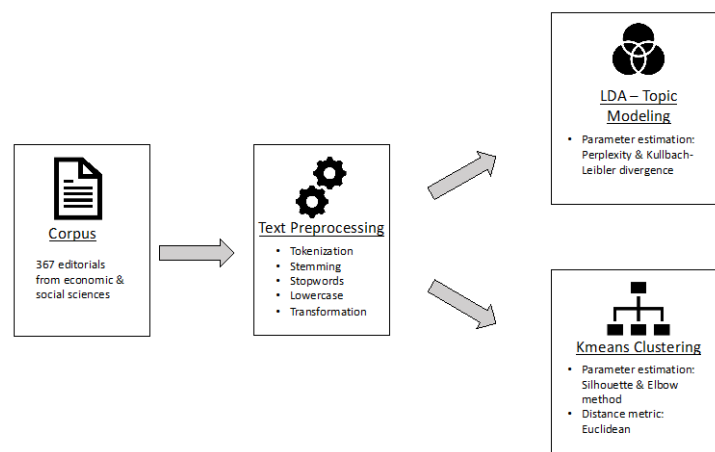 Corpus
367 editorials
from economic &
social sciences
Text Preprocessing
• Tokenization
• Stemming
• Stopwords
• Lowercase
• Transformation
LDA – Topic
Modeling
• Parameter estimation:
Perplexity & Kullbach-
Leibler divergence
Kmeans Clustering
• Parameter estimation:
Silhouette & Elbow
method
• Distance metric:
Euclidean